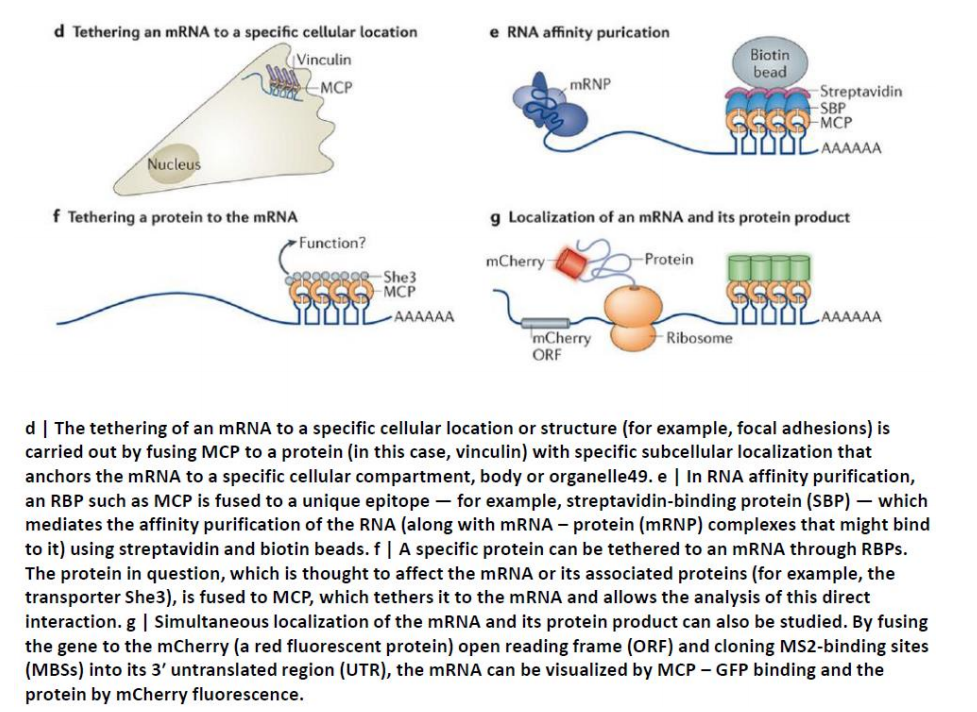 d Tethering an mRNA to a specific cellular location
Vinculin
MCP
Nucleus
e RNA affinity purication
Biotin
bead
mRNP
Streptavidin
SBP
MCP
AAAAAA
f Tethering a protein to the mRNA
Function?
She3
MCP
AAAAAA
g Localization of an mRNA and its protein product
mCherry
Protein
AAAAAA
mCherry
ORF
Ribosome
d | The tethering of an mRNA to a specific cellular location or structure (for example, focal adhesions) is
carried out by fusing MCP to a protein (in this case, vinculin) with specific subcellular localization that
anchors the mRNA to a specific cellular compartment, body or organelle49. e | In RNA affinity purification,
an RBP such as MCP is fused to a unique epitope — for example, streptavidin-binding protein (SBP) — which
mediates the affinity purification of the RNA (along with mRNA – protein (mRNP) complexes that might bind
to it) using streptavidin and biotin beads. f | A specific protein can be tethered to an mRNA through RBPs.
The protein in question, which is thought to affect the mRNA or its associated proteins (for example, the
transporter She3), is fused to MCP, which tethers it to the mRNA and allows the analysis of this direct
interaction. g | Simultaneous localization of the mRNA and its protein product can also be studied. By fusing
the gene to the mCherry (a red fluorescent protein) open reading frame (ORF) and cloning MS2-binding sites
(MBSs) into its 3′ untranslated region (UTR), the mRNA can be visualized by MCP – GFP binding and the
protein by mCherry fluorescence.